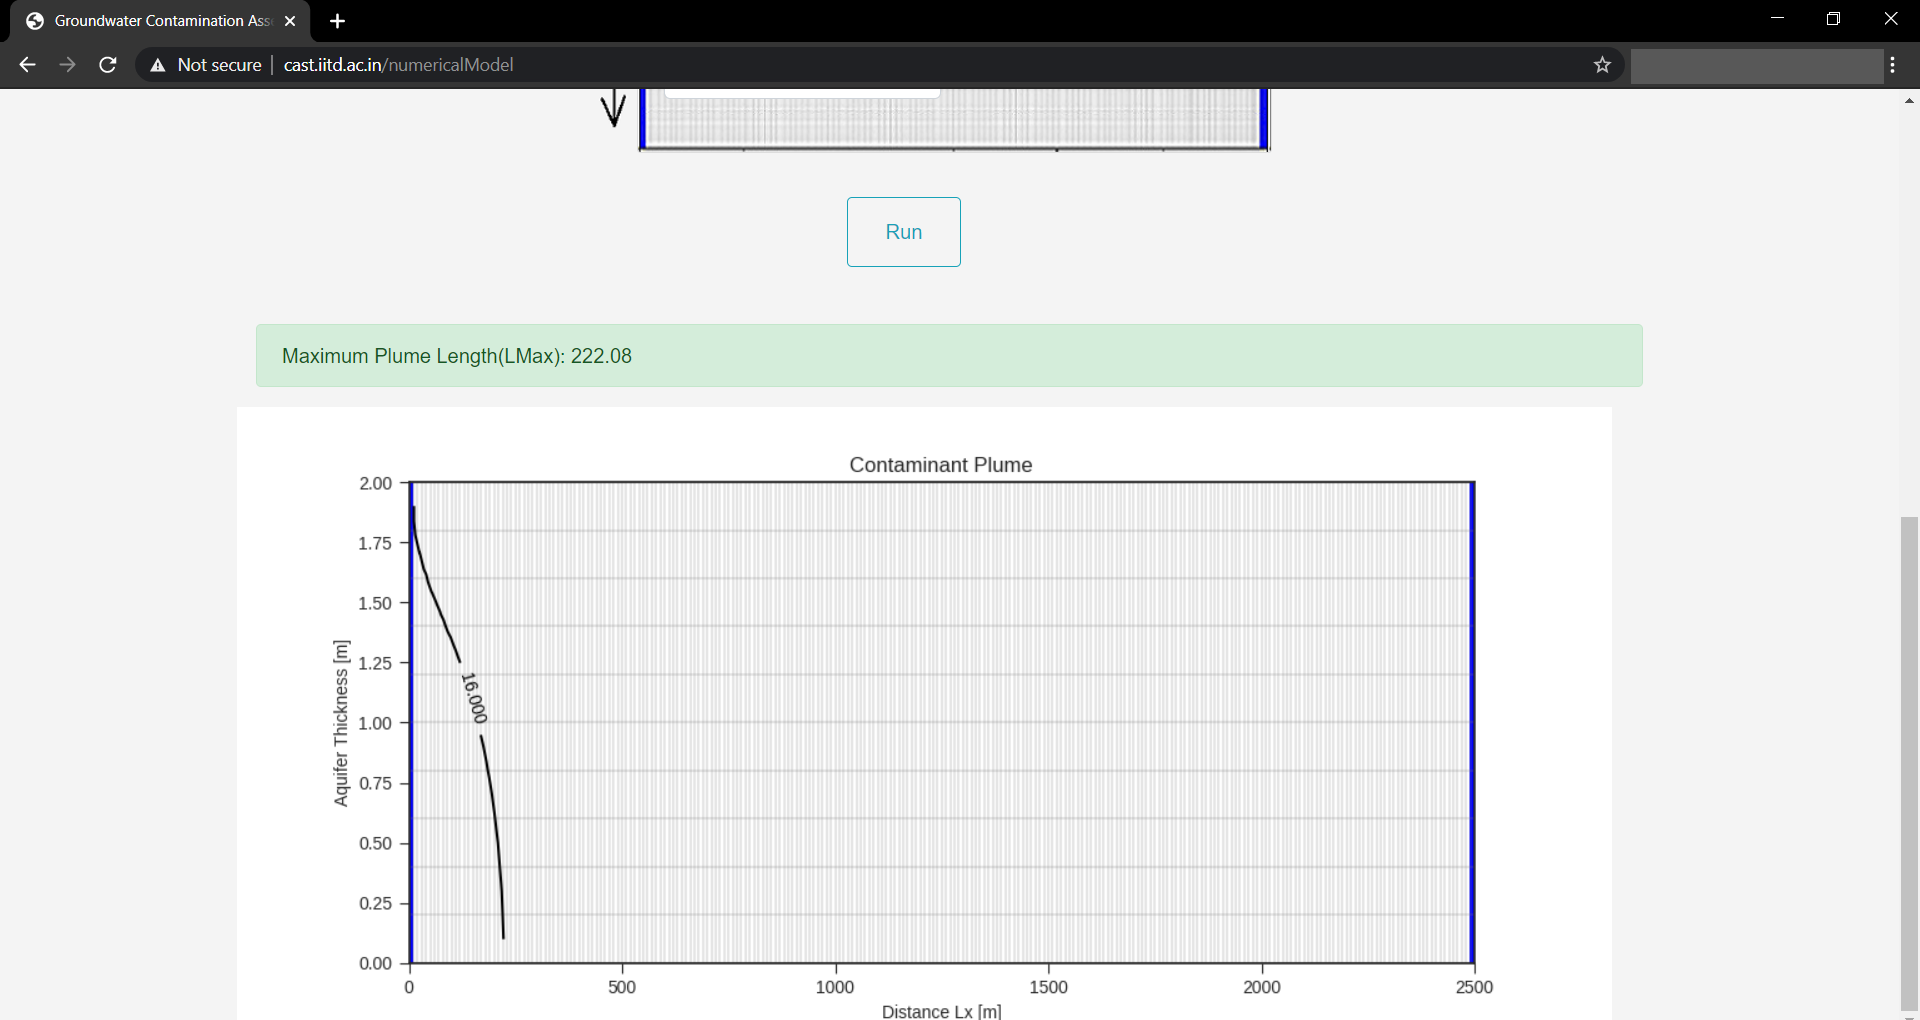 Groundwater Contamination Ass
Not secure | cast.iitd.ac.in/numericalModel
Run
Maximum Plume Length(LMax): 222.08
Contaminant Plume
2.00
1.75
1.50
1.25
1.00
0.75
0.50
0.25
0.00
Aquifer Thickness [m]
16.000
0 500 1000 1500 2000 2500
Distance Lx [m]